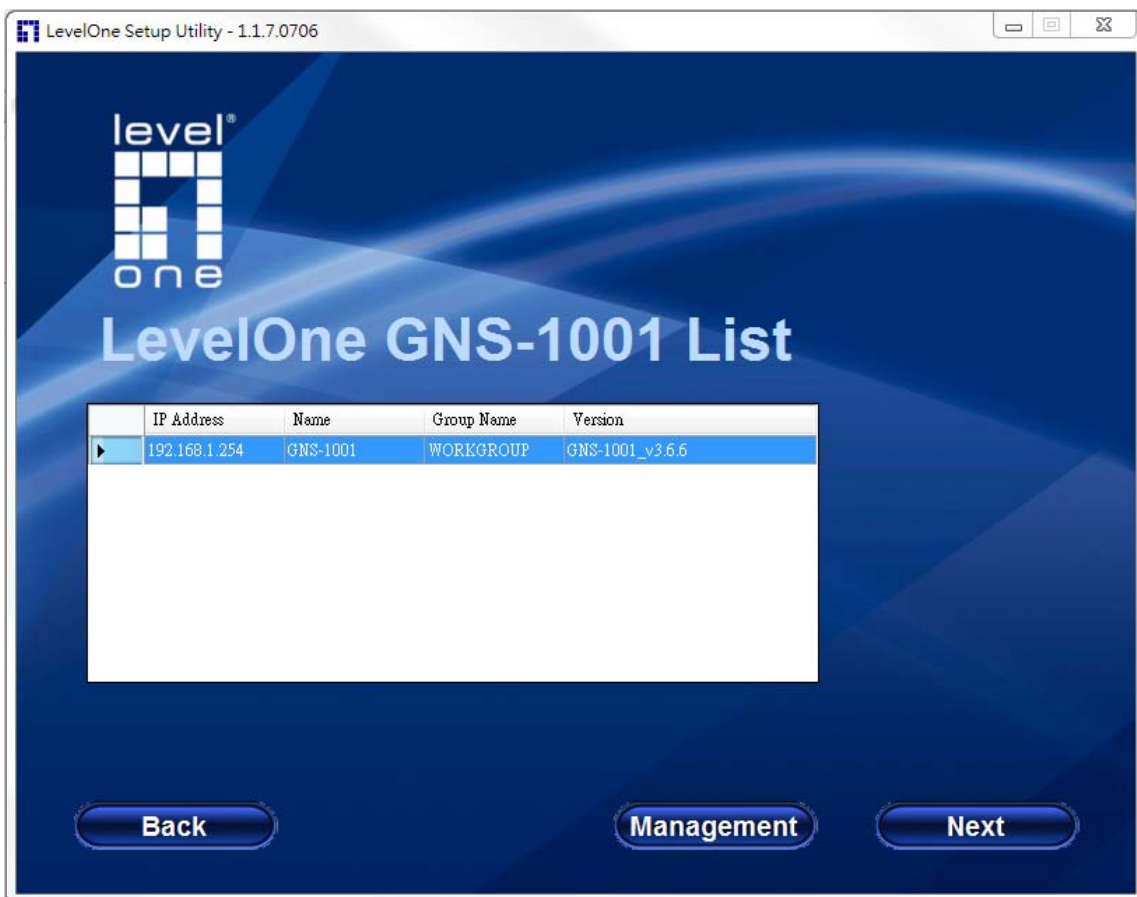 LevelOne Setup Utility - 1.1.7.0706
level®
one
LevelOne GNS-1001 List
IP Address Name Group Name Version
192.168.1.254 GNS-1001 WORKGROUP GNS-1001_v3.6.6
Back Management Next